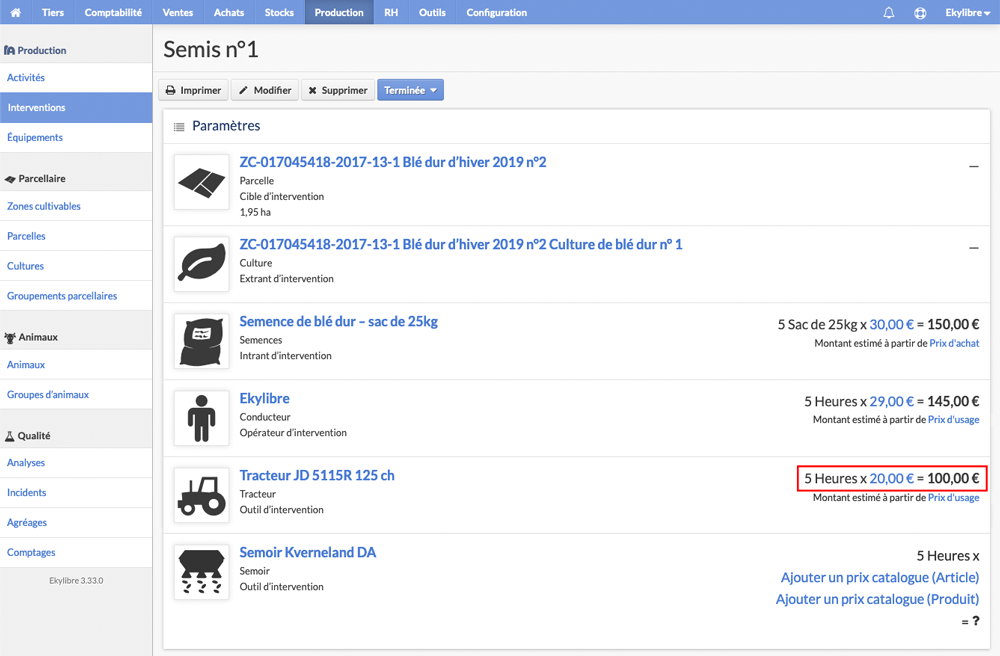 Tiers Comptabilité Ventes Achats Stocks Production RH Outils Configuration Ekylibre
Production
Activités
Interventions
Équipements
Parcellaire
Zones cultivables
Parcelles
Cultures
Groupements parcellaires
Animaux
Animaux
Groupes d'animaux
Qualité
Analyses
Incidents
Agréages
Comptages
Ekylibre 3.33.0
Semis n°1
Imprimer Modifier Supprimer Terminée
Paramètres
ZC-017045418-2017-13-1 Blé dur d'hiver 2019 n°2
Parcelle
Cible d'intervention
1,95 ha
–
ZC-017045418-2017-13-1 Blé dur d'hiver 2019 n°2 Culture de blé dur n° 1
Culture
Extrant d'intervention
–
Semence de blé dur – sac de 25kg
Semences
Intrant d'intervention
5 Sac de 25kg x 30,00 € = 150,00 €
Montant estimé à partir de Prix d'achat
Ekylibre
Conducteur
Opérateur d'intervention
5 Heures x 29,00 € = 145,00 €
Montant estimé à partir de Prix d'usage
Tracteur JD 5115R 125 ch
Tracteur
Outil d'intervention
5 Heures x 20,00 € = 100,00 €
Montant estimé à partir de Prix d'usage
Semoir Kverneland DA
Semoir
Outil d'intervention
5 Heures x
Ajouter un prix catalogue (Article)
Ajouter un prix catalogue (Produit)
= ?